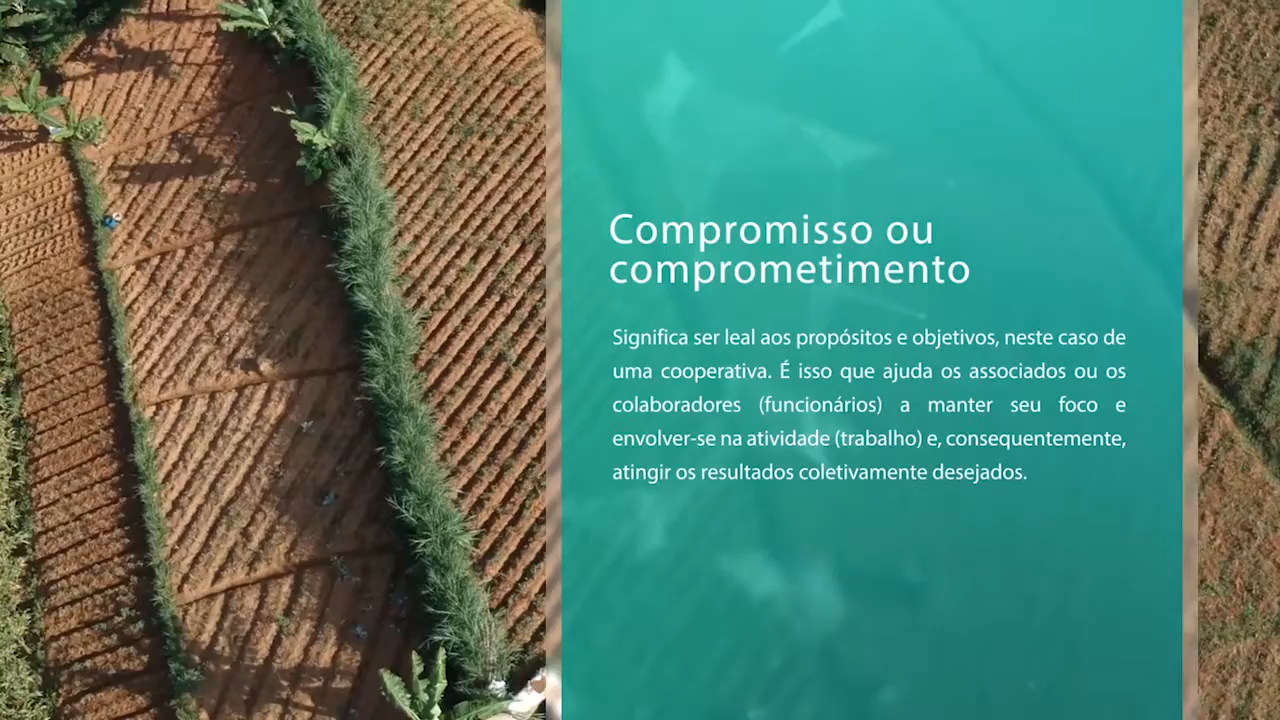 Compromisso ou
comprometimento
Significa ser leal aos propósitos e objetivos, neste caso de
uma cooperativa. É isso que ajuda os associados ou os
colaboradores (funcionários) a manter seu foco e
envolver-se na atividade (trabalho) e, consequentemente,
atingir os resultados coletivamente desejados.